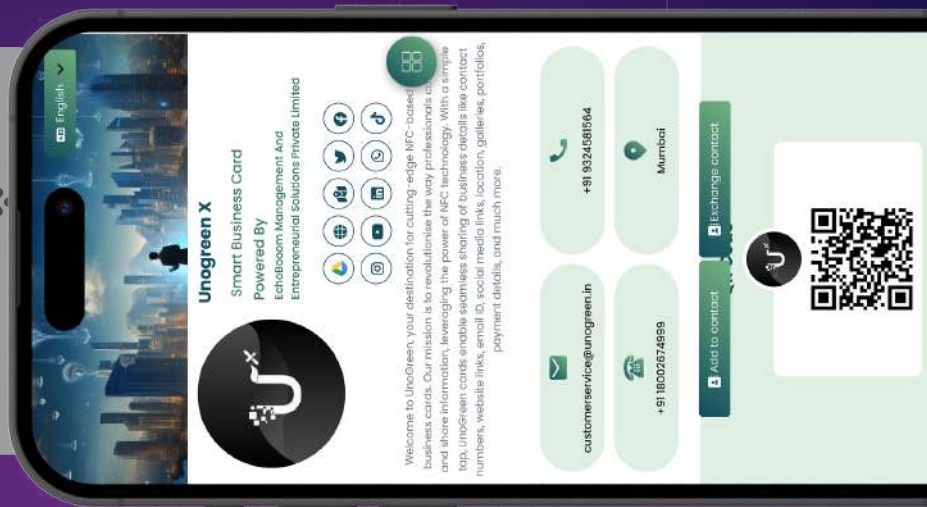 English
Unogreen X
Smart Business Card
Powered By
EchoBooom Management And
Entrepreneurial Solutions Private Limited
Welcome to UnoGreen, your destination for cutting-edge NFC-based
business cards. Our mission is to revolutionise the way professionals
and share information, leveraging the power of NFC technology. With a simple
tap, UnoGreen cards enable seamless sharing of business details like contact
numbers, website links, email ID, social media links, location, galleries, portfolios,
payment details, and much more.
customerservice@unogreen.in
+91 9324581564
+91 18002674999
Mumbai
Add to contact
Exchange contact